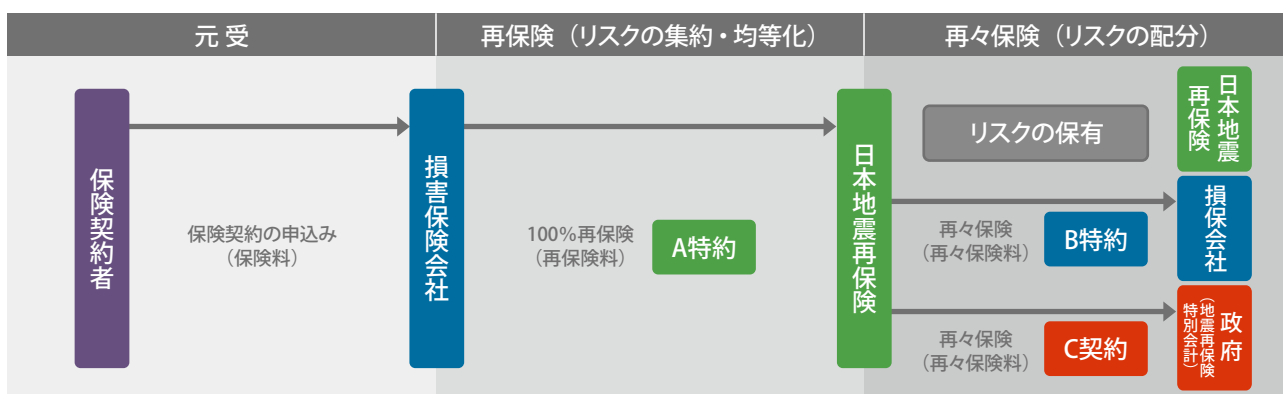 元 受
再保険（リスクの集約・均等化）
再々保険（リスクの配分）
保険契約者
保険契約の申込み
（保険料）
損害保険会社
100％再保険
（再保険料）
A特約
日本地震再保険
リスクの保有
日本地震
再保険
再々保険
（再々保険料）
B特約
損保会社
再々保険
（再々保険料）
C契約
政府
（地震再保険
特別会計）